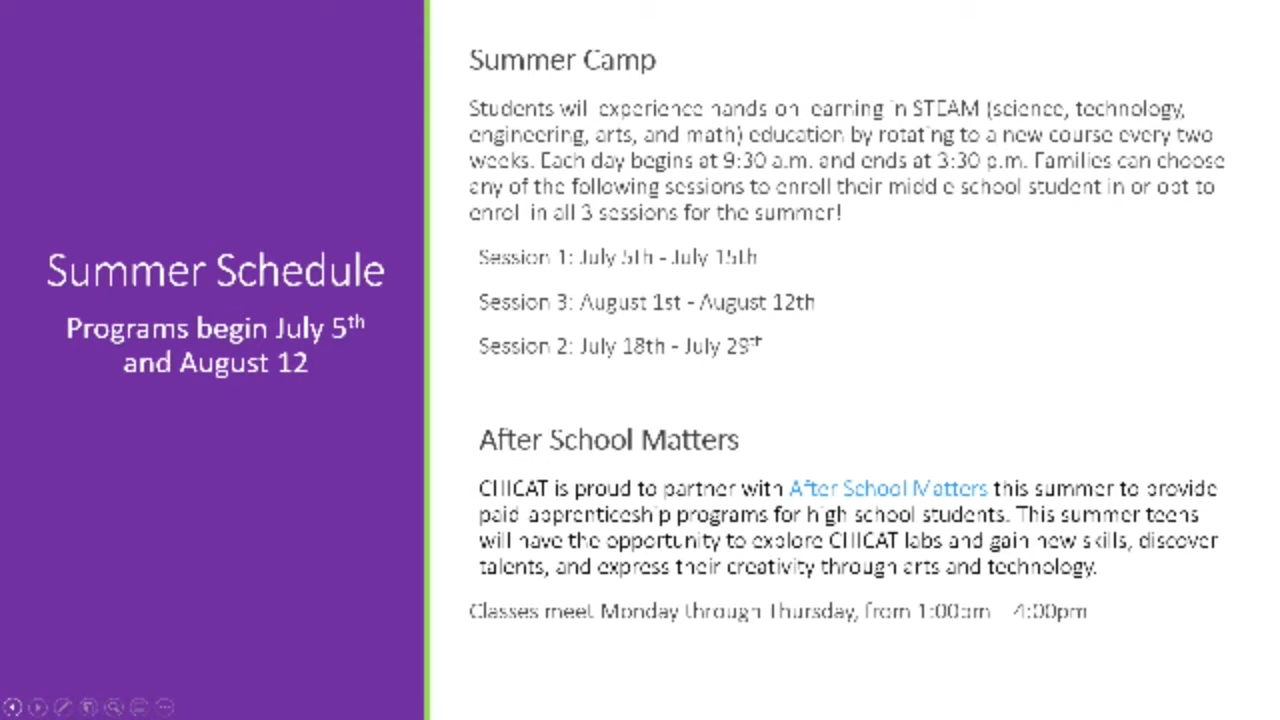 Summer Schedule
Programs begin July 5th
and August 12
Summer Camp
Students will experience hands-on learning in STEAM (science, technology,
engineering, arts, and math) education by rotating to a new course every two
weeks. Each day begins at 9:30 a.m. and ends at 3:30 p.m. Families can choose
any of the following sessions to enroll their middle school student in or opt to
enroll in all 3 sessions for the summer!
Session 1: July 5th - July 15th
Session 3: August 1st - August 12th
Session 2: July 18th - July 29th
After School Matters
CHICAT is proud to partner with After School Matters this summer to provide
paid-apprenticeship programs for high school students. This summer teens
will have the opportunity to explore CHICAT labs and gain new skills, discover
talents, and express their creativity through arts and technology.
Classes meet Monday through Thursday, from 1:00pm – 4:00pm